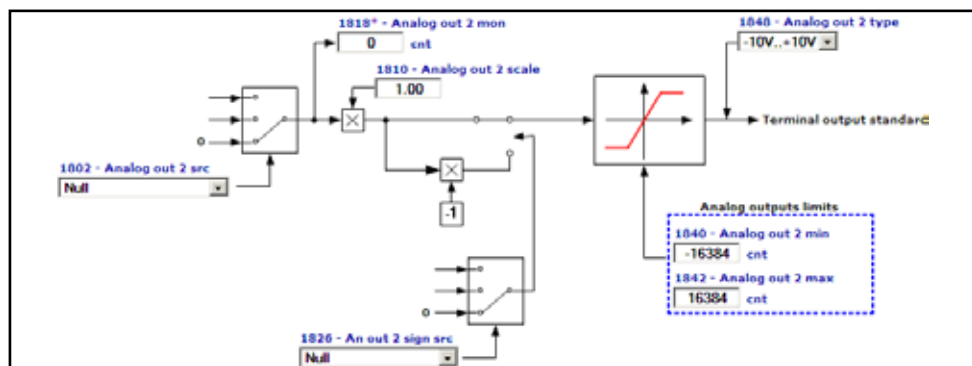 1818* - Analog out 2 mon
0 cnt
1848 - Analog out 2 type
-10V..+10V
1810 - Analog out 2 scale
1.00
Terminal output standard
0
1802 - Analog out 2 src
Null
-1
Analog outputs limits
1840 - Analog out 2 min
-16384 cnt
1842 - Analog out 2 max
16384 cnt
0
1826 - An out 2 sign src
Null